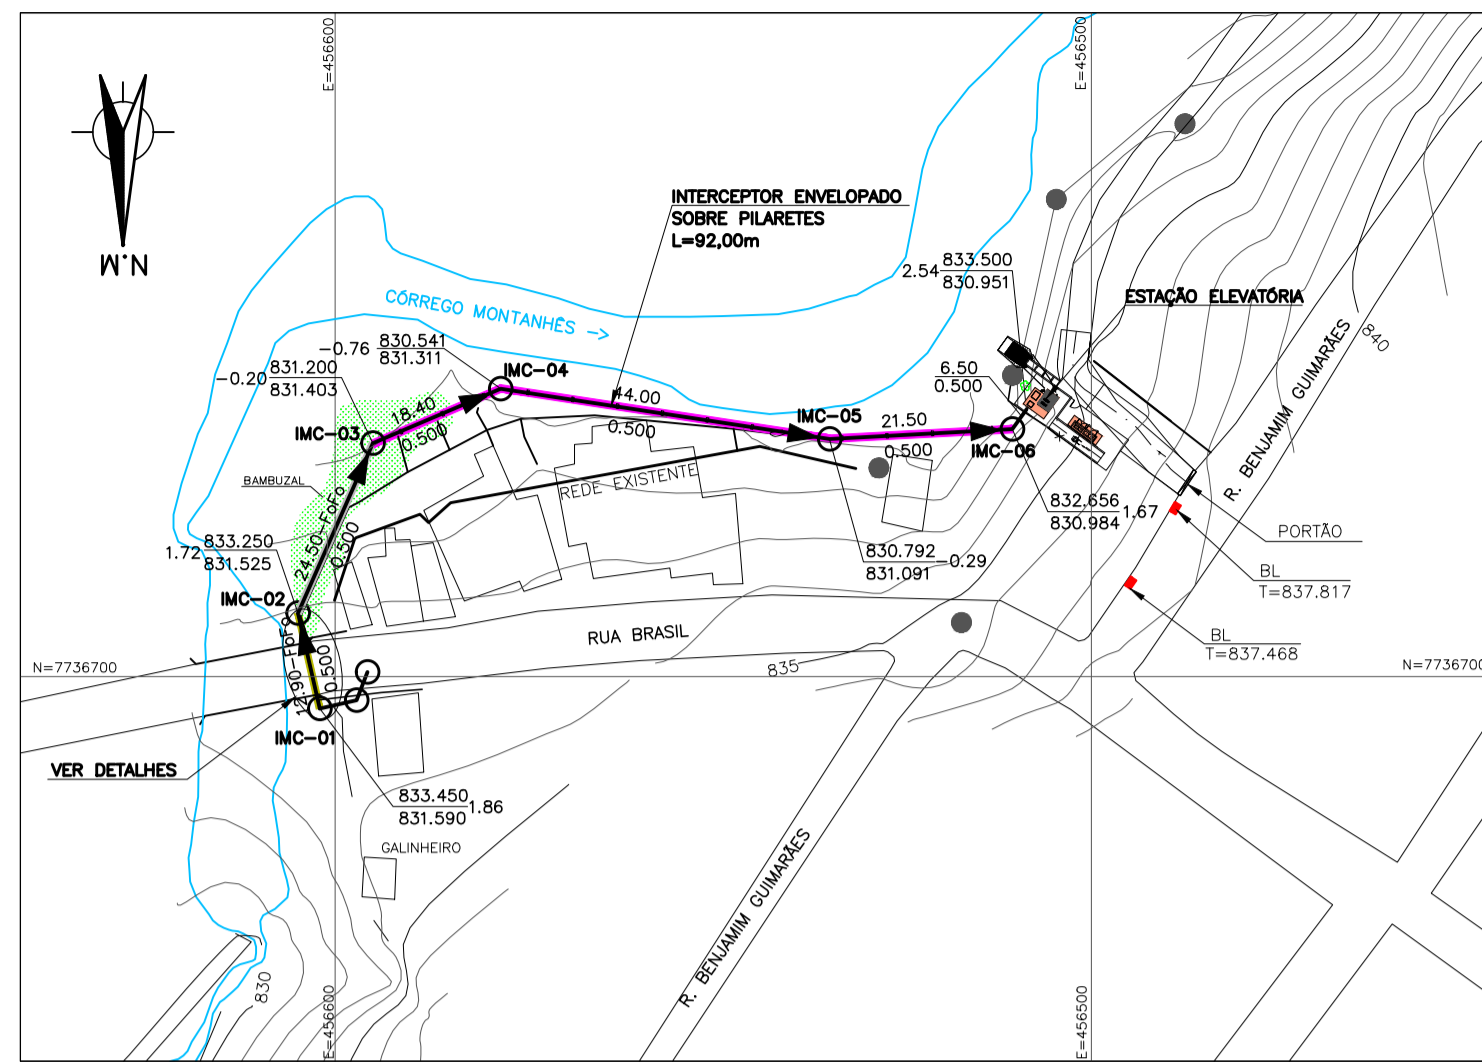 E=456600
E=456500
N.M
INTERCEPTOR ENVELOPADO
SOBRE PILARETES
L=92,00m
2.54
833.500
830.951
ESTAÇÃO ELEVATÓRIA
840
CÓRREGO MONTANHÊS ->
-0.76
830.541
831.311
IMC-04
-0.20
831.200
831.403
18.40
0.500
44.00
0.500
6.50
0.500
IMC-05
21.50
0.500
IMC-06
IMC-03
R. BENJAMIM GUIMARÃES
BAMBUZAL
REDE EXISTENTE
24.50-FoFo
0.500
832.656
830.984
1.67
PORTÃO
1.72
833.250
831.525
830.792
831.091
-0.29
BL
T=837.817
IMC-02
RUA BRASIL
BL
T=837.468
12.90-FoFo
0.500
N=7736700
835
N=7736700
IMC-01
VER DETALHES
833.450
831.590
1.86
GALINHEIRO
R. BENJAMIM GUIMARÃES
830
E=456600
E=456500